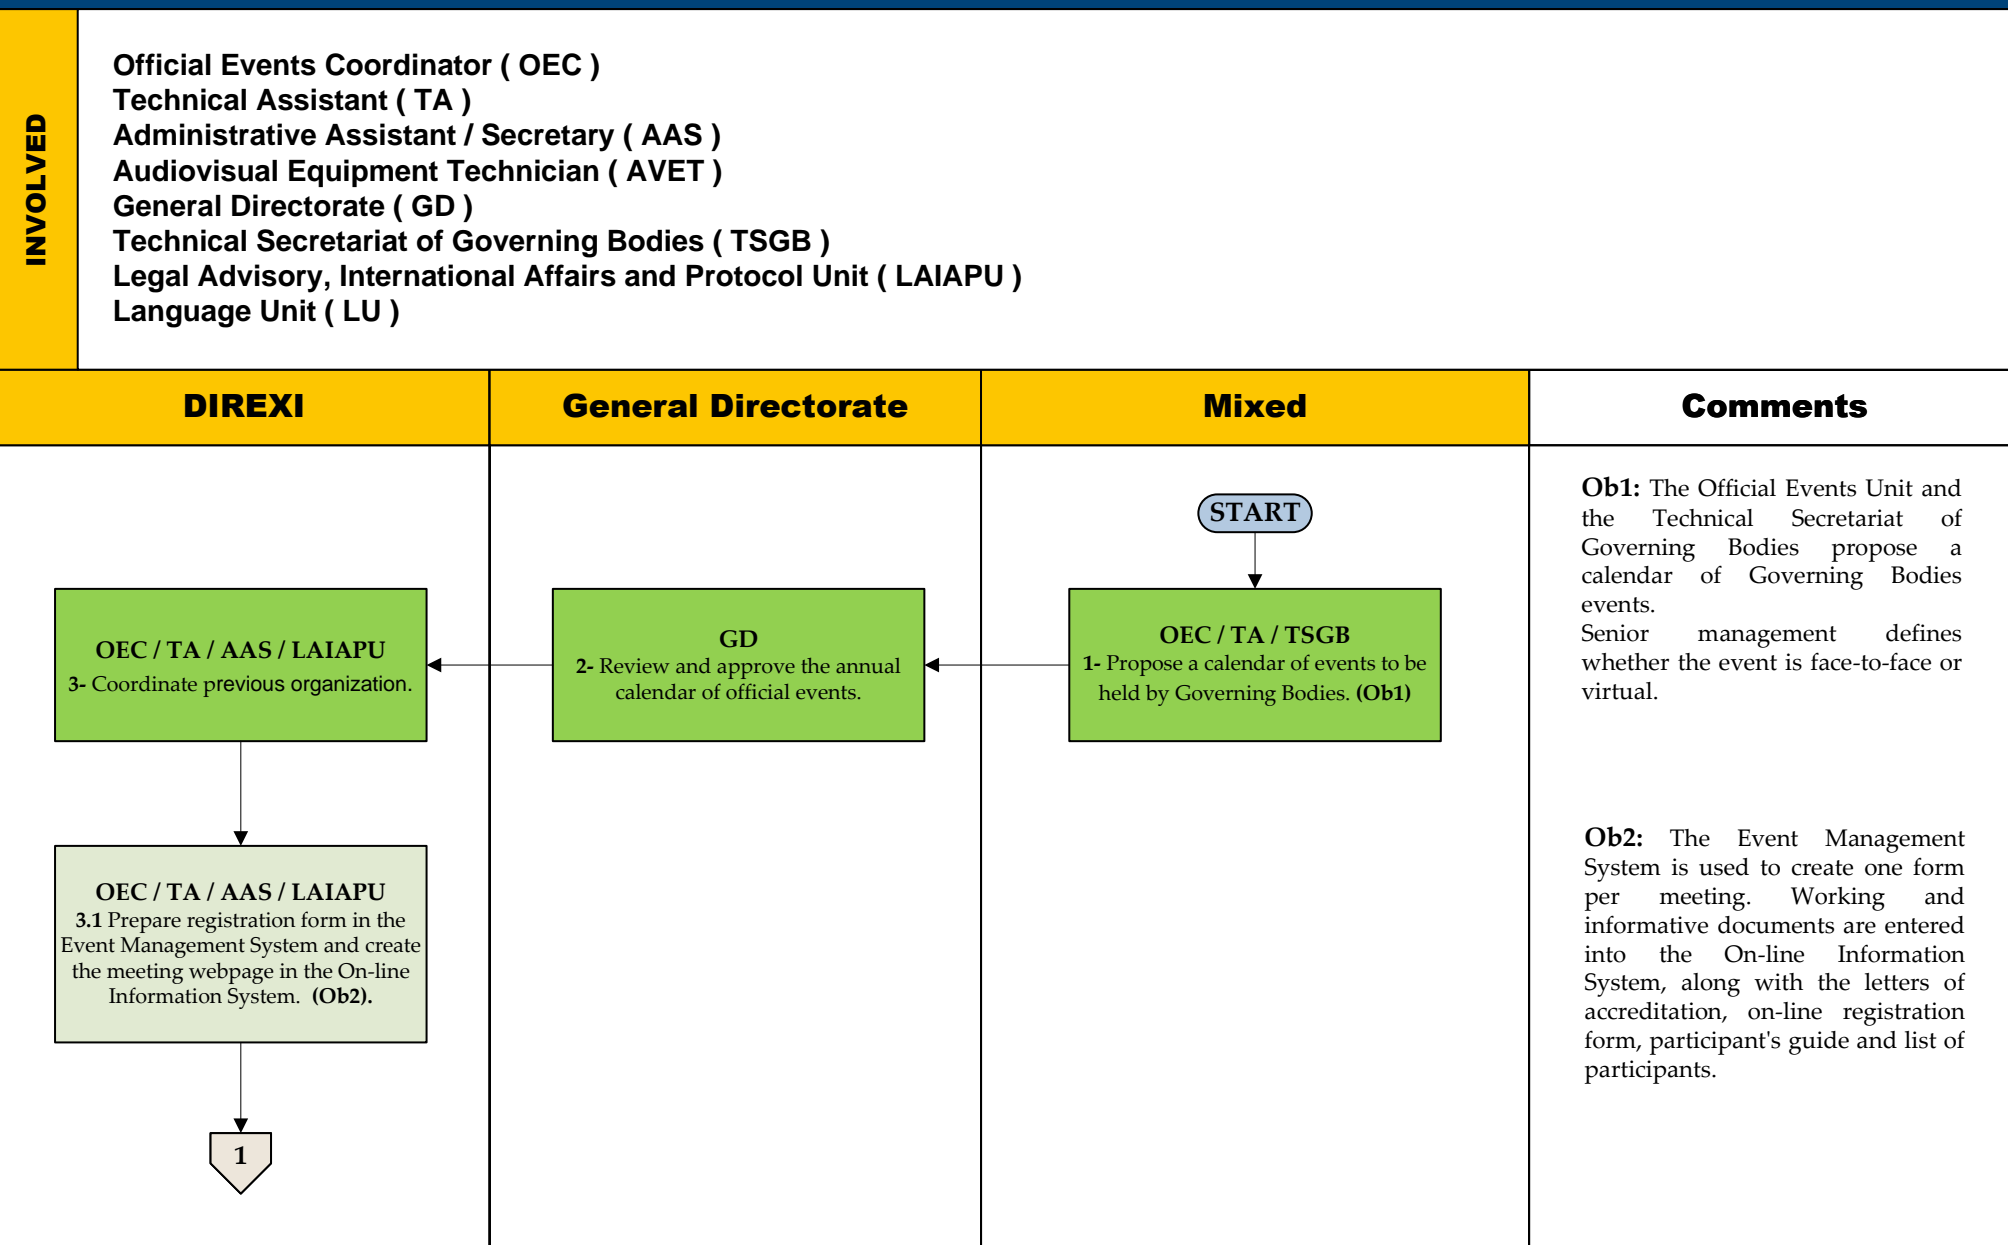 INVOLVED
Official Events Coordinator ( OEC )
Technical Assistant ( TA )
Administrative Assistant / Secretary ( AAS )
Audiovisual Equipment Technician ( AVET )
General Directorate ( GD )
Technical Secretariat of Governing Bodies ( TSGB )
Legal Advisory, International Affairs and Protocol Unit ( LAIAPU )
Language Unit ( LU )
DIREXI
General Directorate
Mixed
Comments
START
OEC / TA / TSGB
1- Propose a calendar of events to be
held by Governing Bodies. (Ob1)
GD
2- Review and approve the annual
calendar of official events.
OEC / TA / AAS / LAIAPU
3- Coordinate previous organization.
OEC / TA / AAS / LAIAPU
3.1 Prepare registration form in the
Event Management System and create
the meeting webpage in the On-line
Information System. (Ob2).
1
Ob1: The Official Events Unit and
the Technical Secretariat of
Governing Bodies propose a
calendar of Governing Bodies
events.
Senior management defines
whether the event is face-to-face or
virtual.
Ob2: The Event Management
System is used to create one form
per meeting. Working and
informative documents are entered
into the On-line Information
System, along with the letters of
accreditation, on-line registration
form, participant's guide and list of
participants.